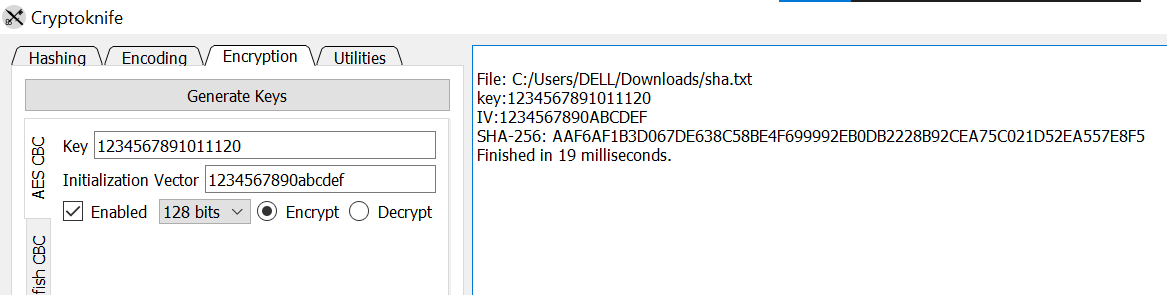 Cryptoknife
Hashing
Encoding
Encryption
Utilities
Generate Keys
AES CBC
Key 1234567891011120
Initialization Vector 1234567890abcdef
Enabled 128 bits Encrypt Decrypt
fish CBC
File: C:/Users/DELL/Downloads/sha.txt
key:1234567891011120
IV:1234567890ABCDEF
SHA-256: AAF6AF1B3D067DE638C58BE4F699992EB0DB2228B92CEA75C021D52EA557E8F5
Finished in 19 milliseconds.